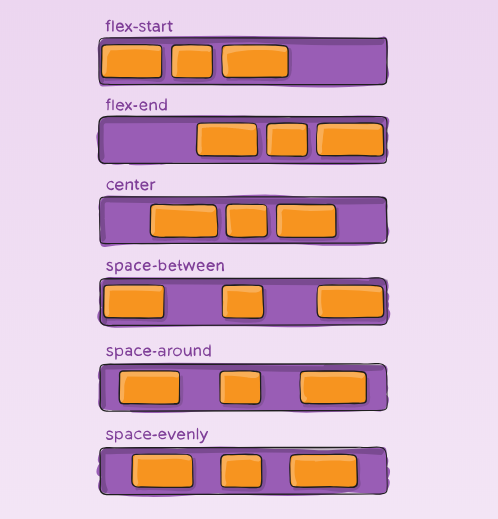 flex-start
flex-end
center
space-between
space-around
space-evenly